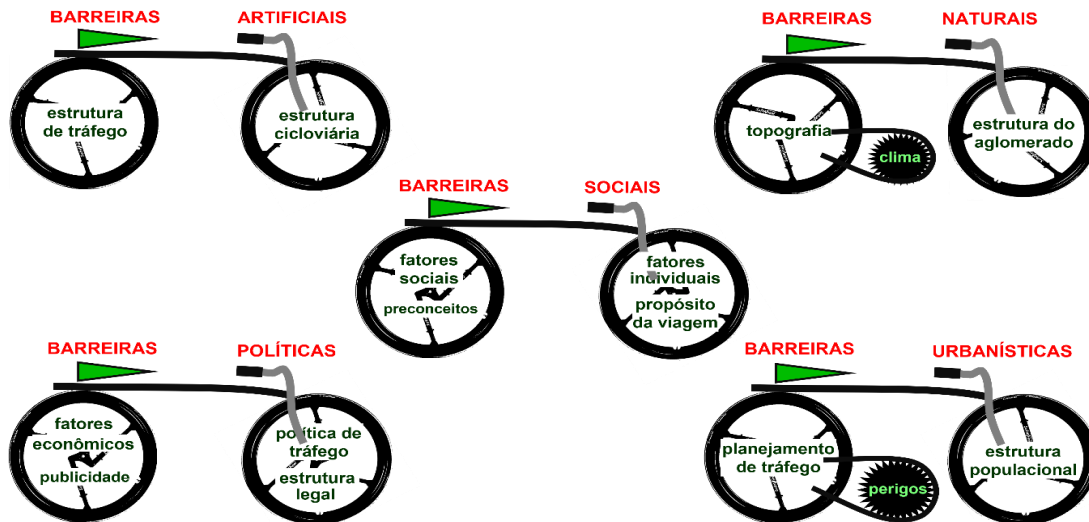 BARREIRAS ARTIFICIAIS
estrutura
de tráfego
estrutura
cicloviária
BARREIRAS NATURAIS
topografia
clima
estrutura do
aglomerado
BARREIRAS SOCIAIS
fatores
sociais
preconceitos
fatores
individuais
propósito
da viagem
BARREIRAS POLÍTICAS
fatores
econômicos
publicidade
política de
tráfego
estrutura
legal
BARREIRAS URBANÍSTICAS
planejamento
de tráfego
perigos
estrutura
populacional